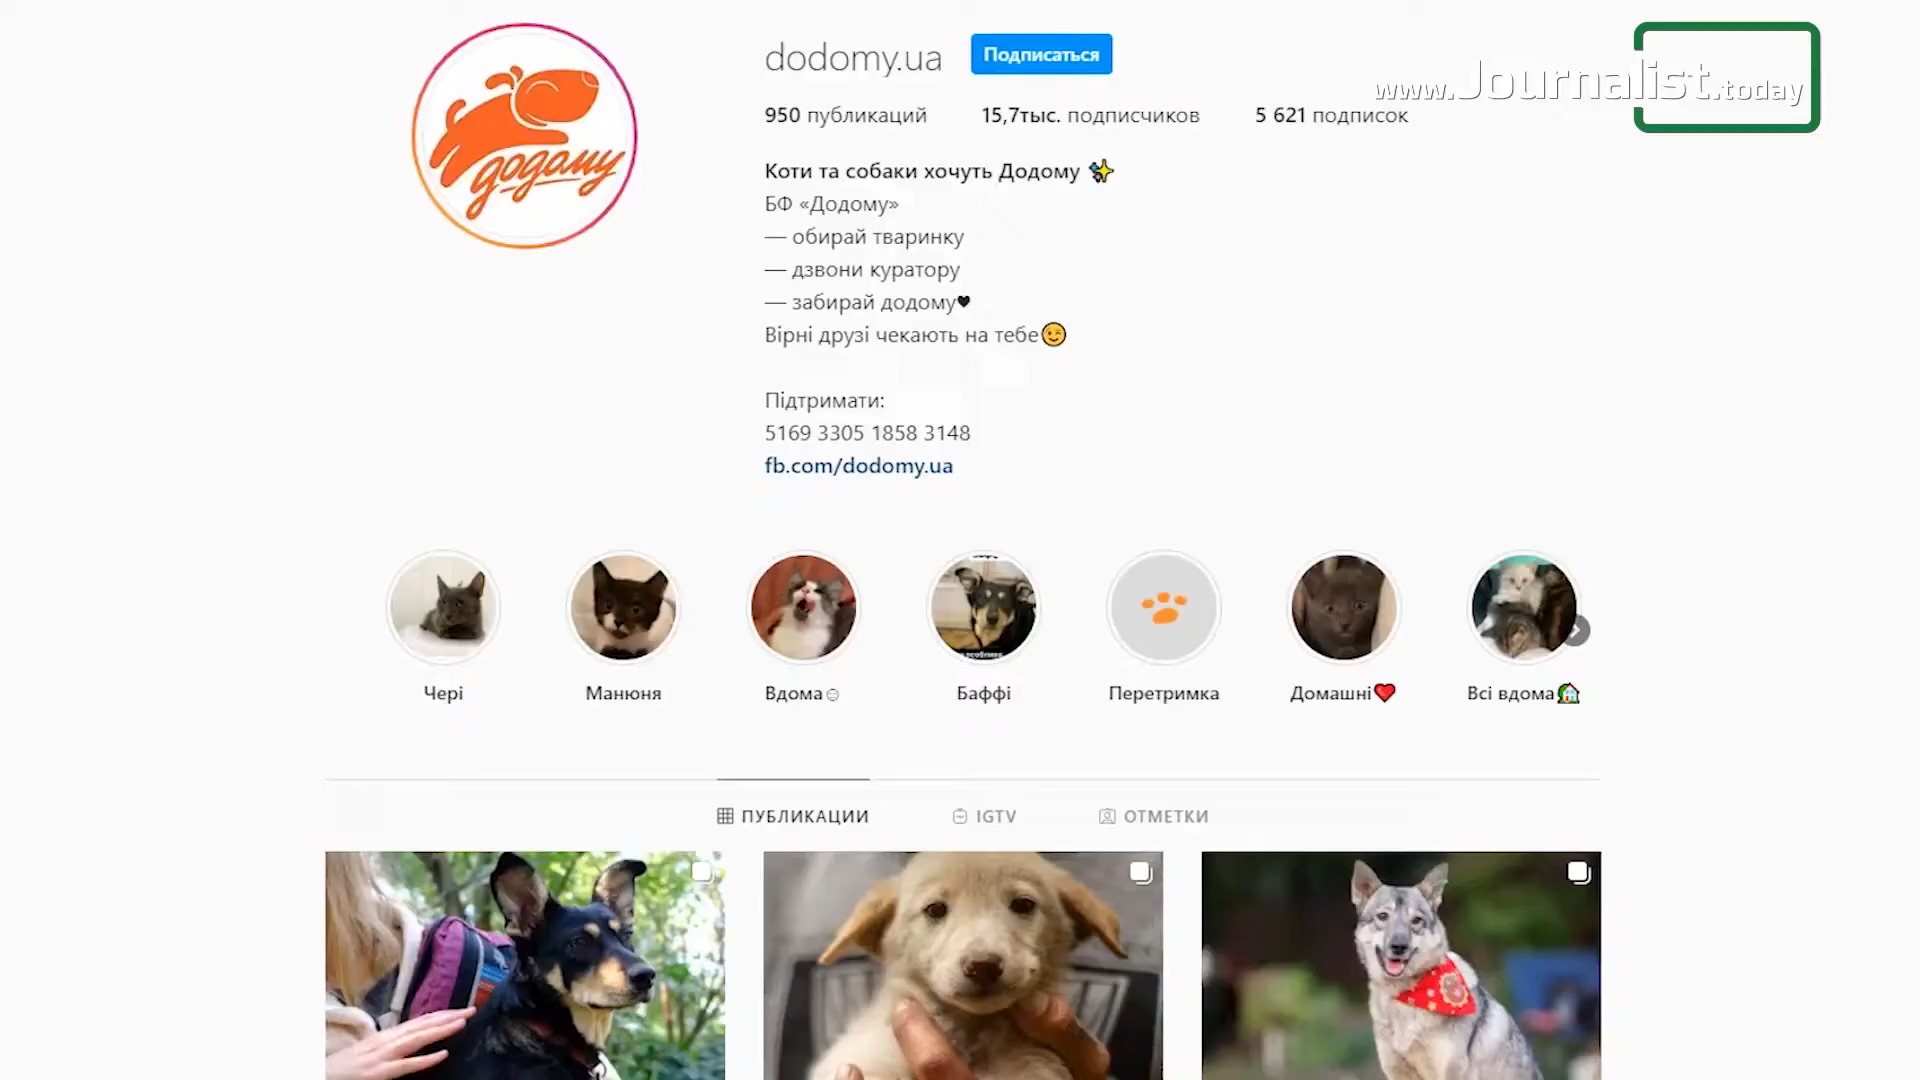 додому
dodomy.ua
Подписаться
www.Journalist.today
950 публикаций 15,7тыс. подписчиков 5 621 подписок
Коти та собаки хочуть Додому ✨
БФ «Додому»
— обирай тваринку
— дзвони куратору
— забирай додому🖤
Вірні друзі чекають на тебе😉
Підтримати:
5169 3305 1858 3148
fb.com/dodomy.ua
Чері Манюня Вдома☺ Баффі Перетримка Домашні❤️ Всі вдома🏡
ПУБЛИКАЦИИ IGTV ОТМЕТКИ